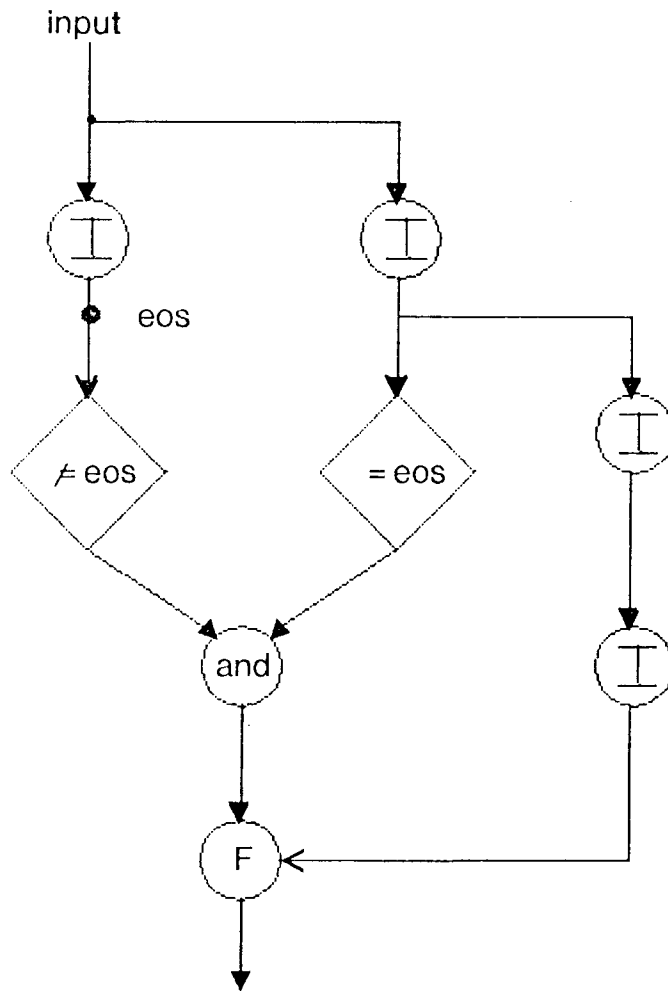 input
I I
eos
≠ eos = eos
I
and
I
F